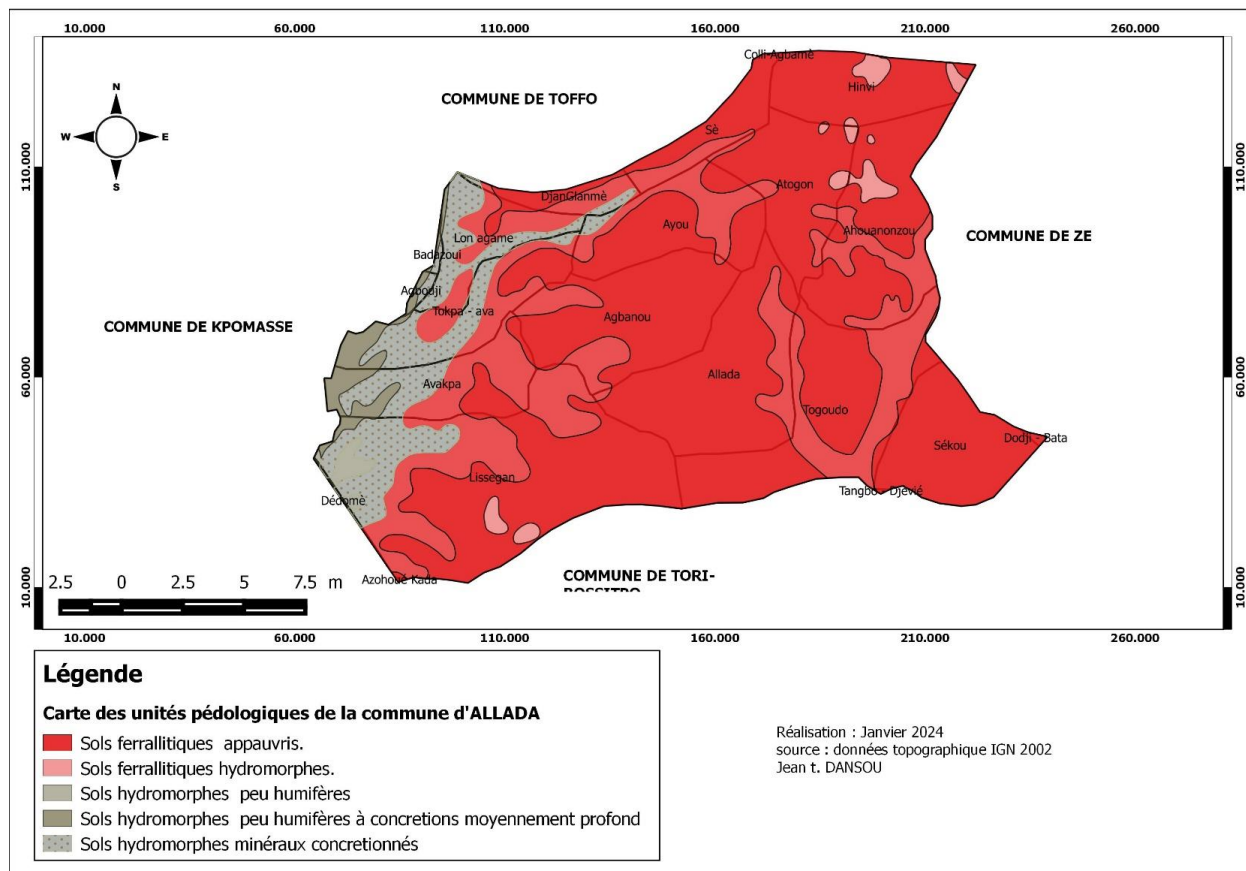 10.000 60.000 110.000 160.000 210.000 260.000
Colli-Agbamè
N
COMMUNE DE TOFFO
Hinvi
W E
Sè
S
110.000 110.000
Atogon
DjanGlanmè
Ayou
Ahouanonzou
COMMUNE DE ZE
Lon agame
Badazoui
Agbouji
Tokpa - ava
Agbanou
COMMUNE DE KPOMASSE
60.000 60.000
Avakpa
Allada
Togoudo
Sékou
Dodji - Bata
Lissegan
Tangbo - Djévié
Dédomè
Azohoué Kada
COMMUNE DE TORI-
BOSSITRO
2.5 0 2.5 5 7.5 m
10.000 10.000
10.000 60.000 110.000 160.000 210.000 260.000
Légende
Carte des unités pédologiques de la commune d'ALLADA
Sols ferrallitiques appauvris.
Sols ferrallitiques hydromorphes.
Sols hydromorphes peu humifères
Sols hydromorphes peu humifères à concretions moyennement profond
Sols hydromorphes minéraux concretionnés
Réalisation : Janvier 2024
source : données topographique IGN 2002
Jean t. DANSOU